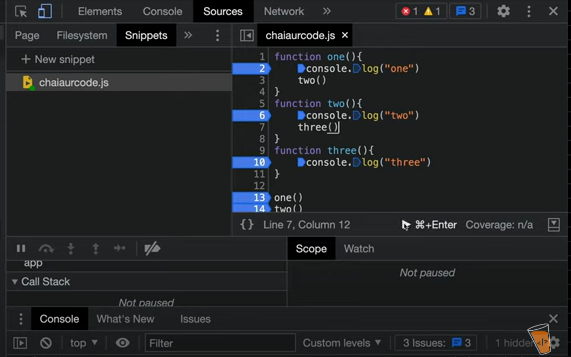 Elements Console Sources Network » 1 1 3
Page Filesystem Snippets » chaiaurcode.js ×
+ New snippet
chaiaurcode.js
1 function one(){
2 console.log("one")
3 two()
4 }
5 function two(){
6 console.log("two")
7 three()
8 }
9 function three(){
10 console.log("three")
11 }
12
13 one()
14 two()
{} Line 7, Column 12 ⌘+Enter Coverage: n/a
Scope Watch
app
Not paused
Call Stack
Not paused
Console What's New Issues
top Filter Custom levels 3 Issues: 3 1 hidden